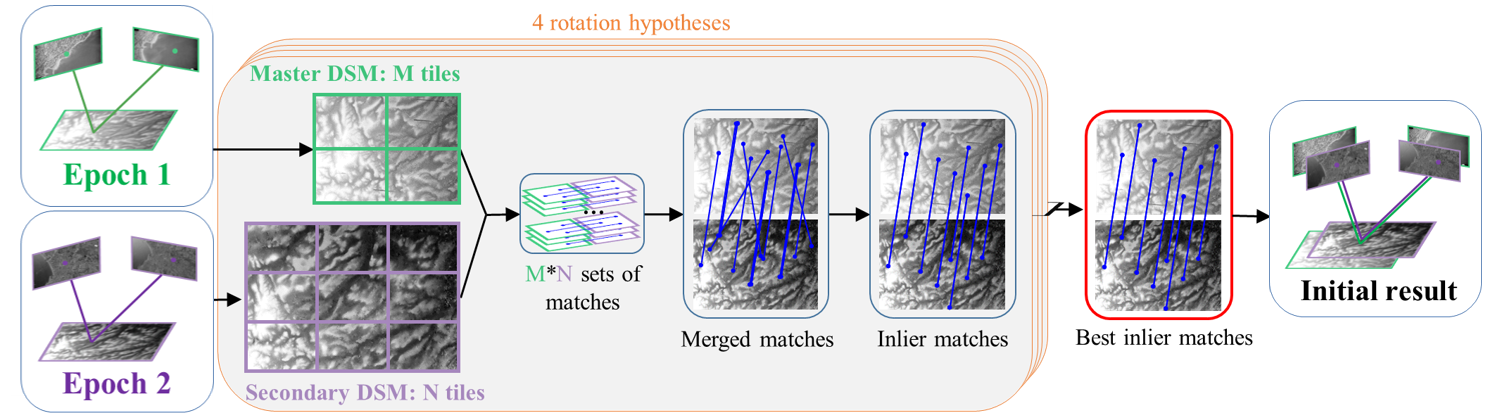 4 rotation hypotheses
Master DSM: M tiles
Epoch 1
Epoch 2
Secondary DSM: N tiles
...
M*N sets of
matches
Merged matches
Inlier matches
Best inlier matches
Initial result